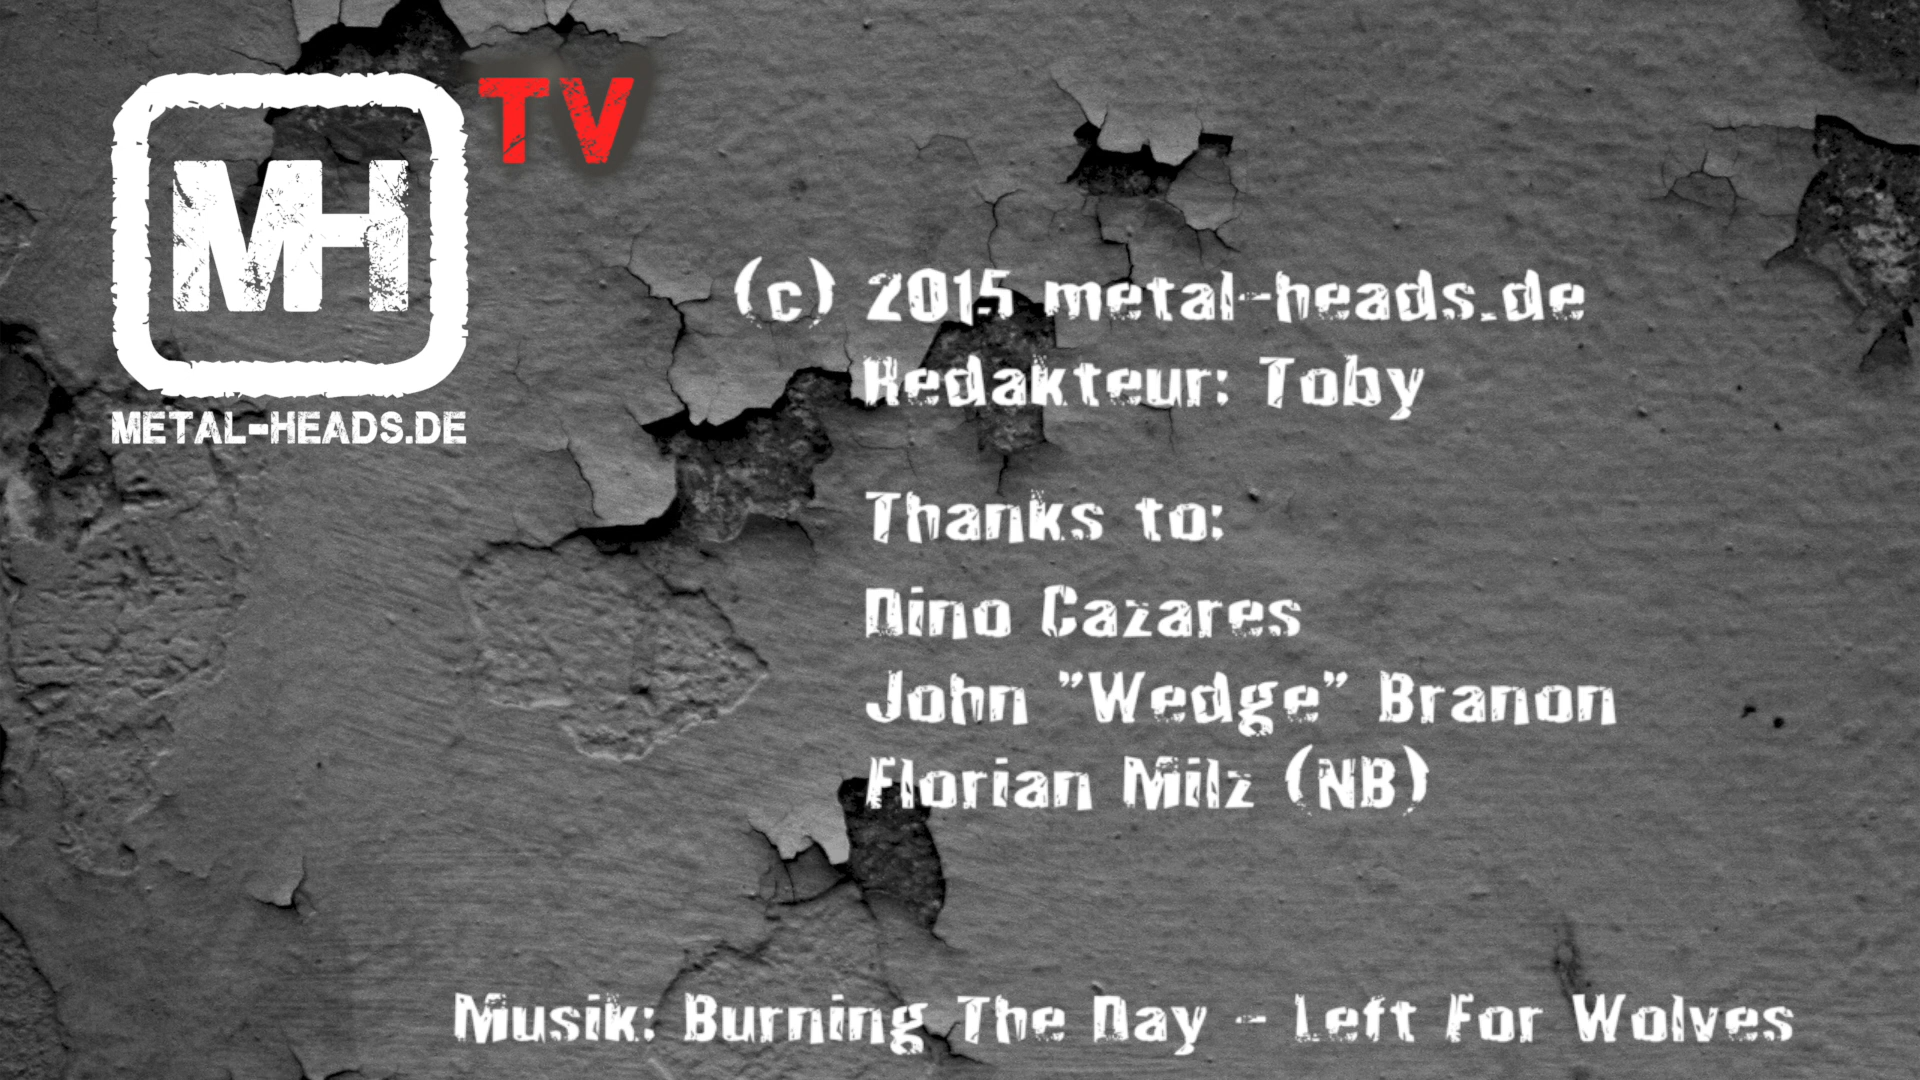 MH
TV
METAL-HEADS.DE
(c) 2015 metal-heads.de
Redakteur: Toby
Thanks to:
Dino Cazares
John "Wedge" Branon
Florian Milz (NB)
Musik: Burning The Day - Left For Wolves